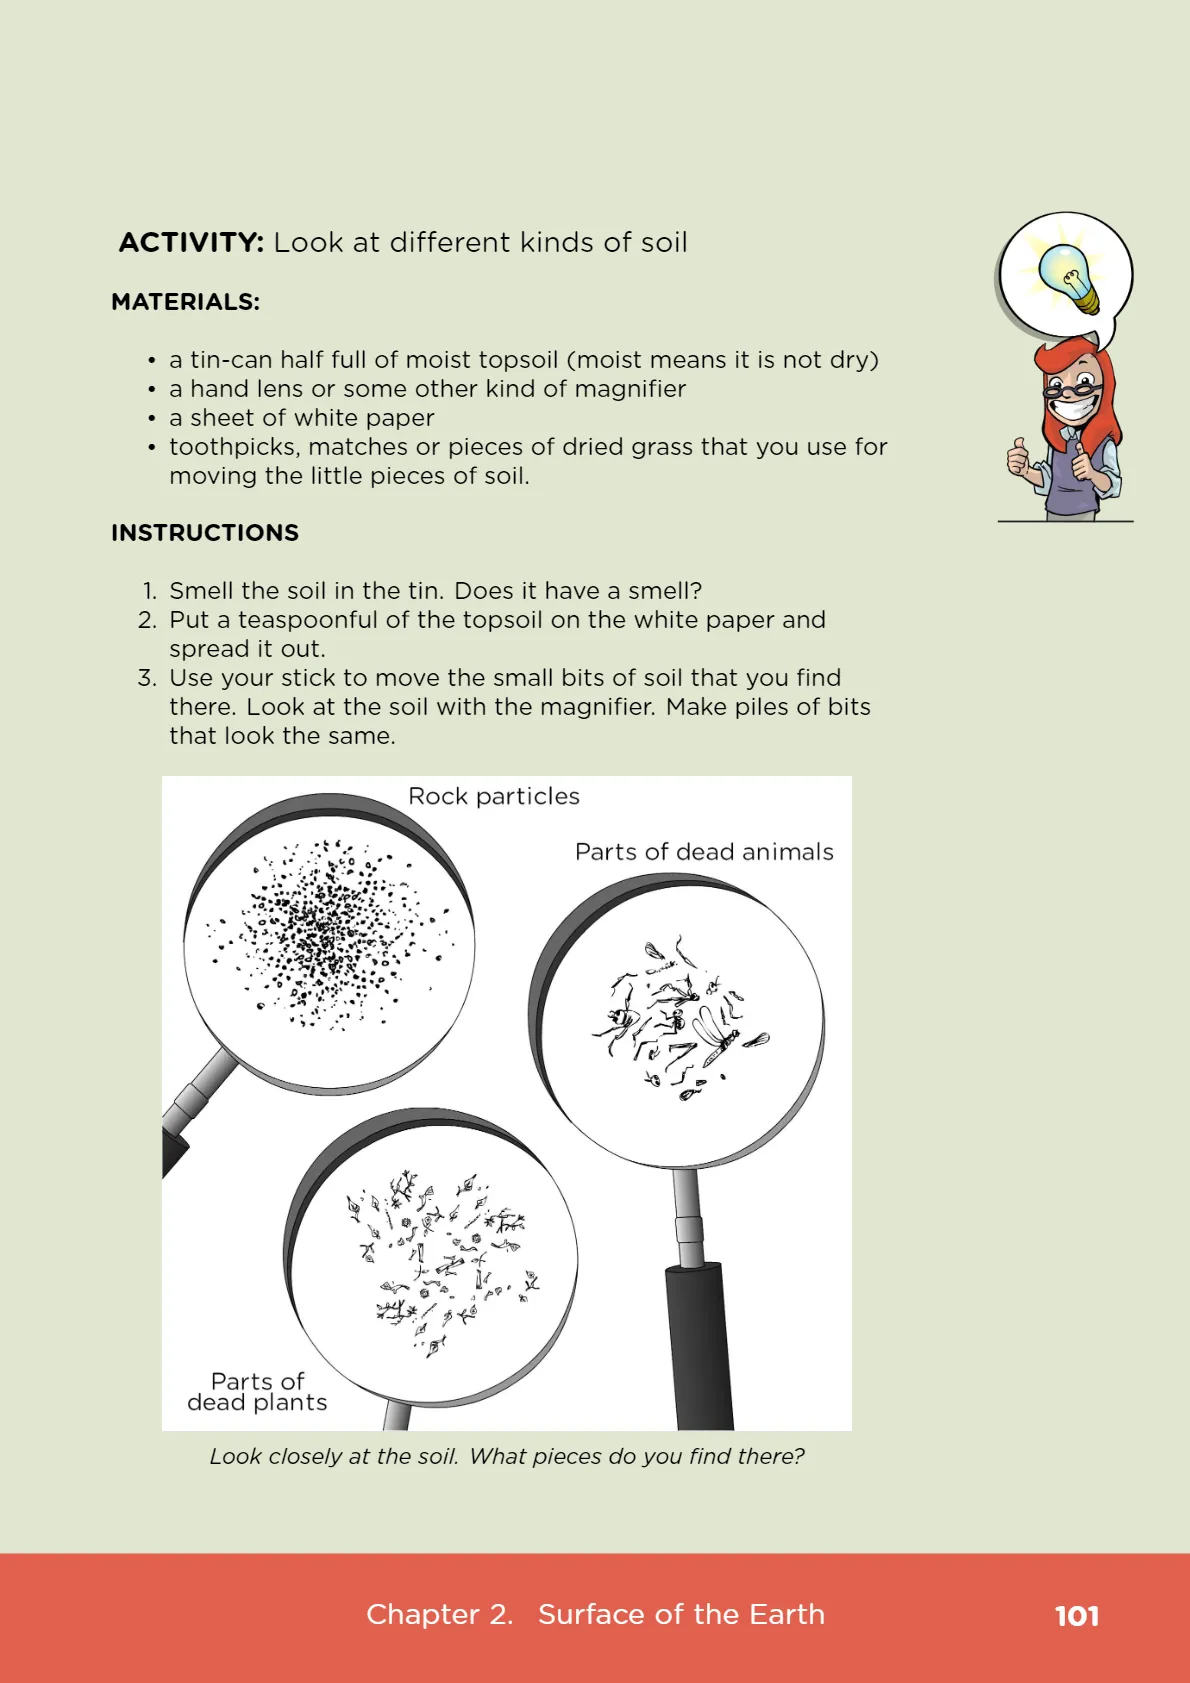 ACTIVITY: Look at different kinds of soil
MATERIALS:
• a tin-can half full of moist topsoil (moist means it is not dry)
• a hand lens or some other kind of magnifier
• a sheet of white paper
• toothpicks, matches or pieces of dried grass that you use for
moving the little pieces of soil.
INSTRUCTIONS
1. Smell the soil in the tin. Does it have a smell?
2. Put a teaspoonful of the topsoil on the white paper and
spread it out.
3. Use your stick to move the small bits of soil that you find
there. Look at the soil with the magnifier. Make piles of bits
that look the same.
Rock particles
Parts of dead animals
Parts of
dead plants
Look closely at the soil. What pieces do you find there?
Chapter 2. Surface of the Earth 101